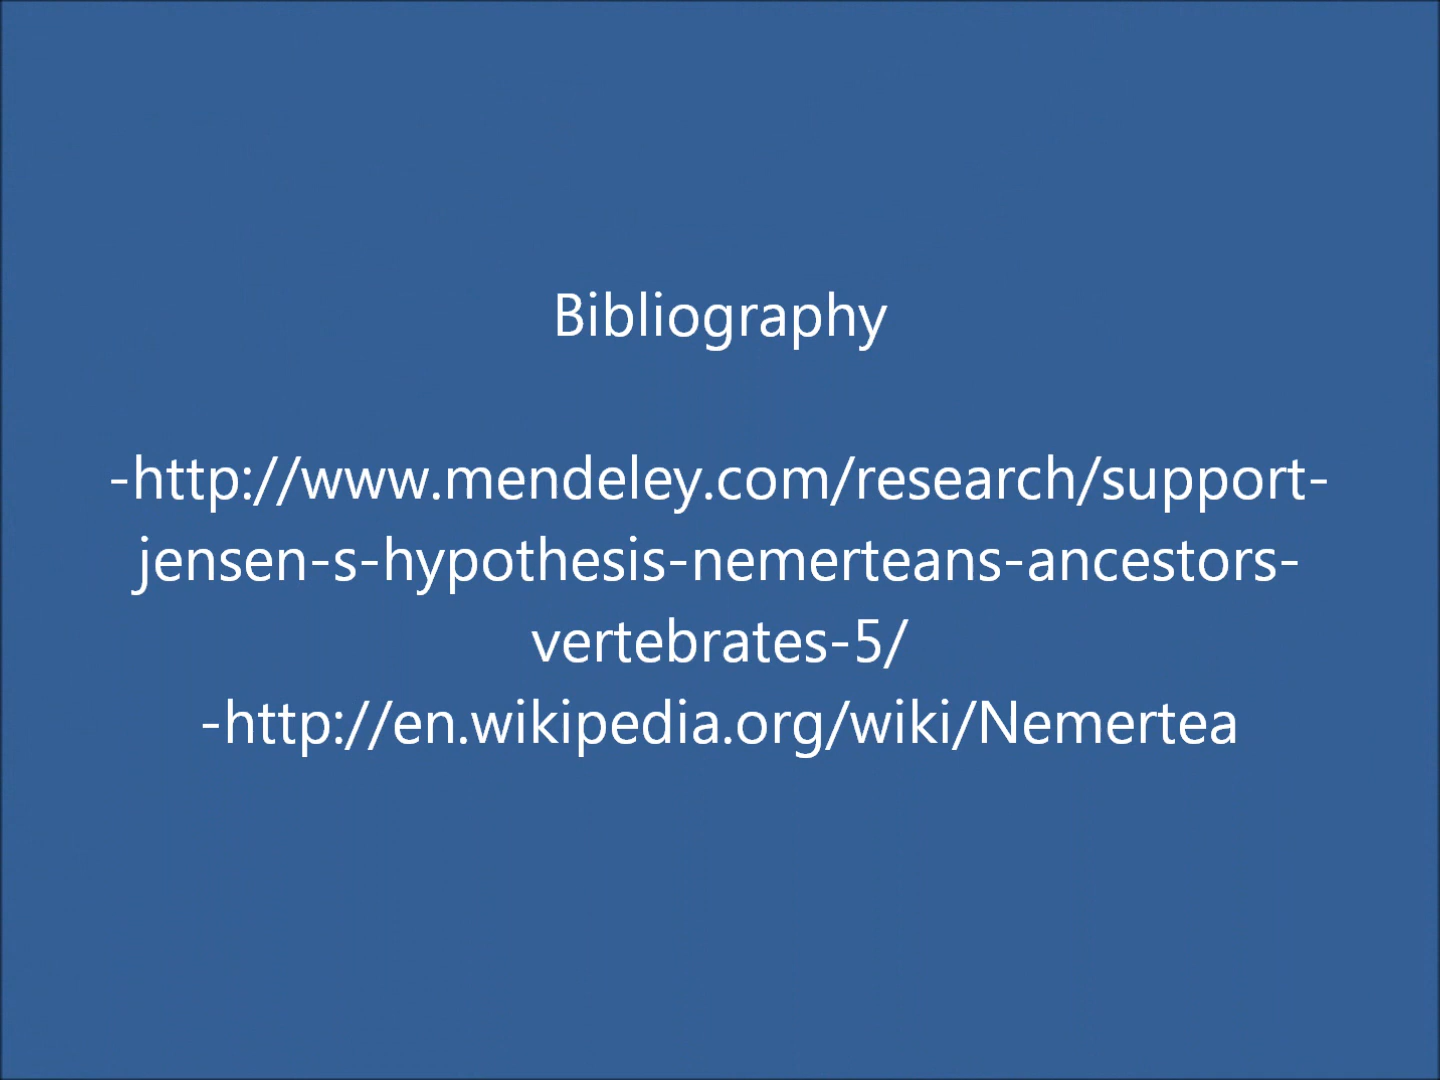 Bibliography
-http://www.mendeley.com/research/support-
jensen-s-hypothesis-nemerteans-ancestors-
vertebrates-5/
-http://en.wikipedia.org/wiki/Nemertea